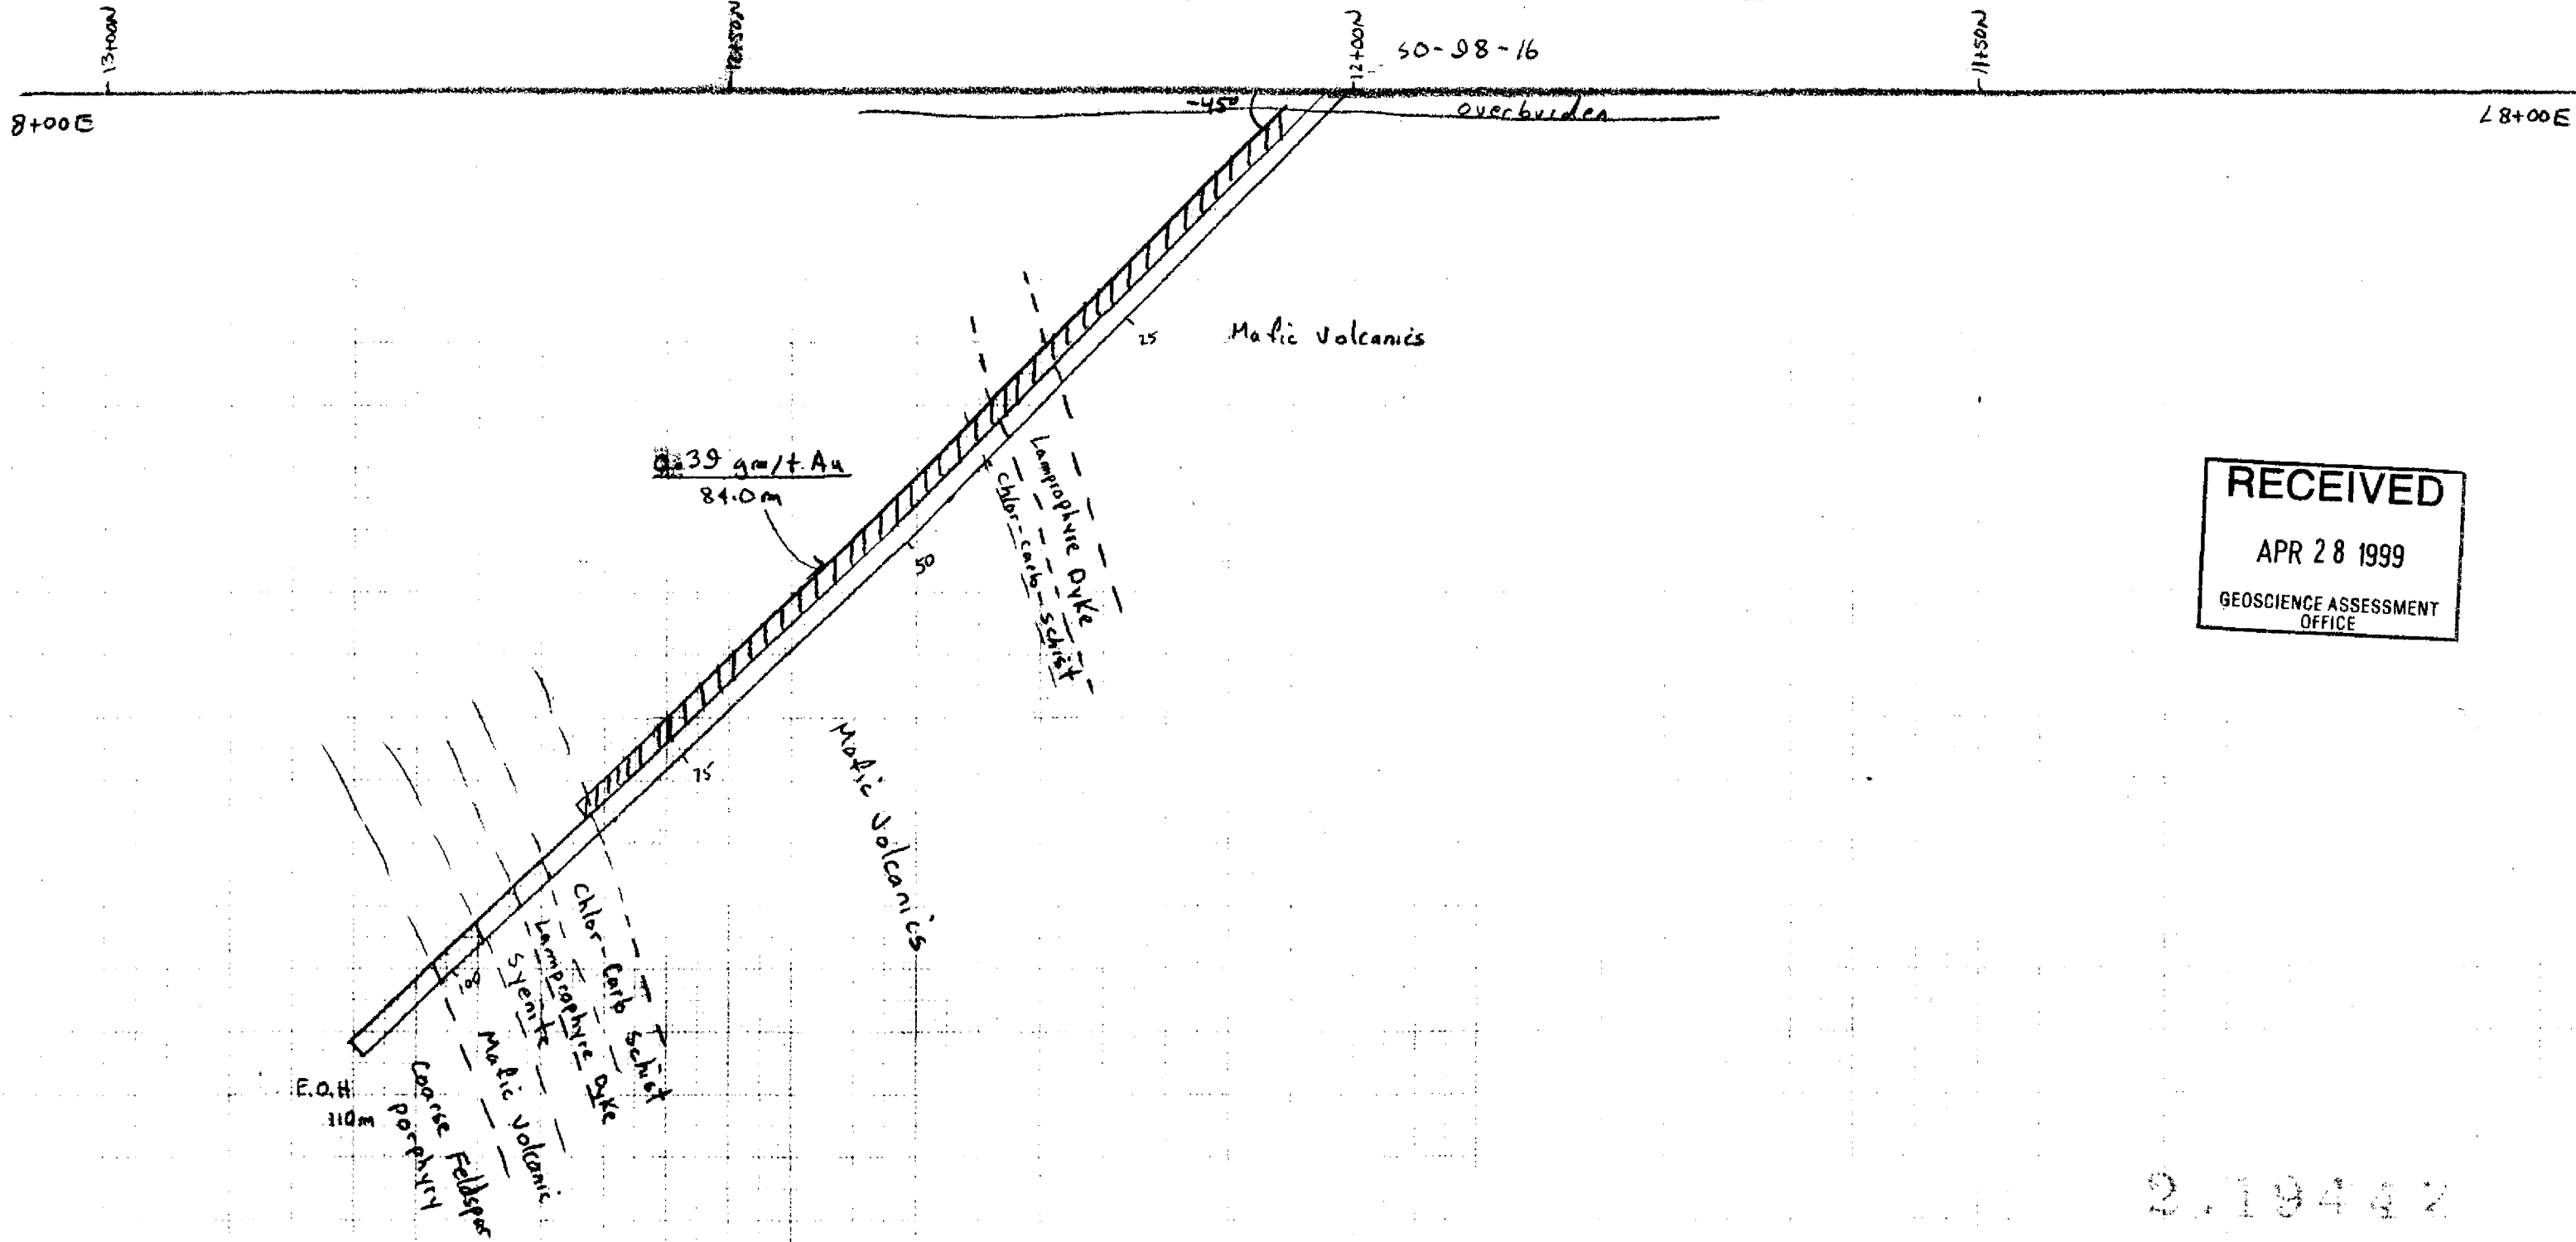 13+00N
12+50N
12+00N
SO-98-16
11+50N
8+00E
-45°
overburden
L8+00E
25
Mafic Volcanics
0.39 gm/t Au
84.0m
Lamprophyre Dyke
chlor-carb-schist
50
RECEIVED
APR 28 1999
GEOSCIENCE ASSESSMENT
OFFICE
75
Mafic Volcanics
Chlor-Carb Schist
Lamprophyre Dyke
Syenite
Mafic Volcanic
Coarse Feldspar
porphyry
E.O.H
110m
2.19442